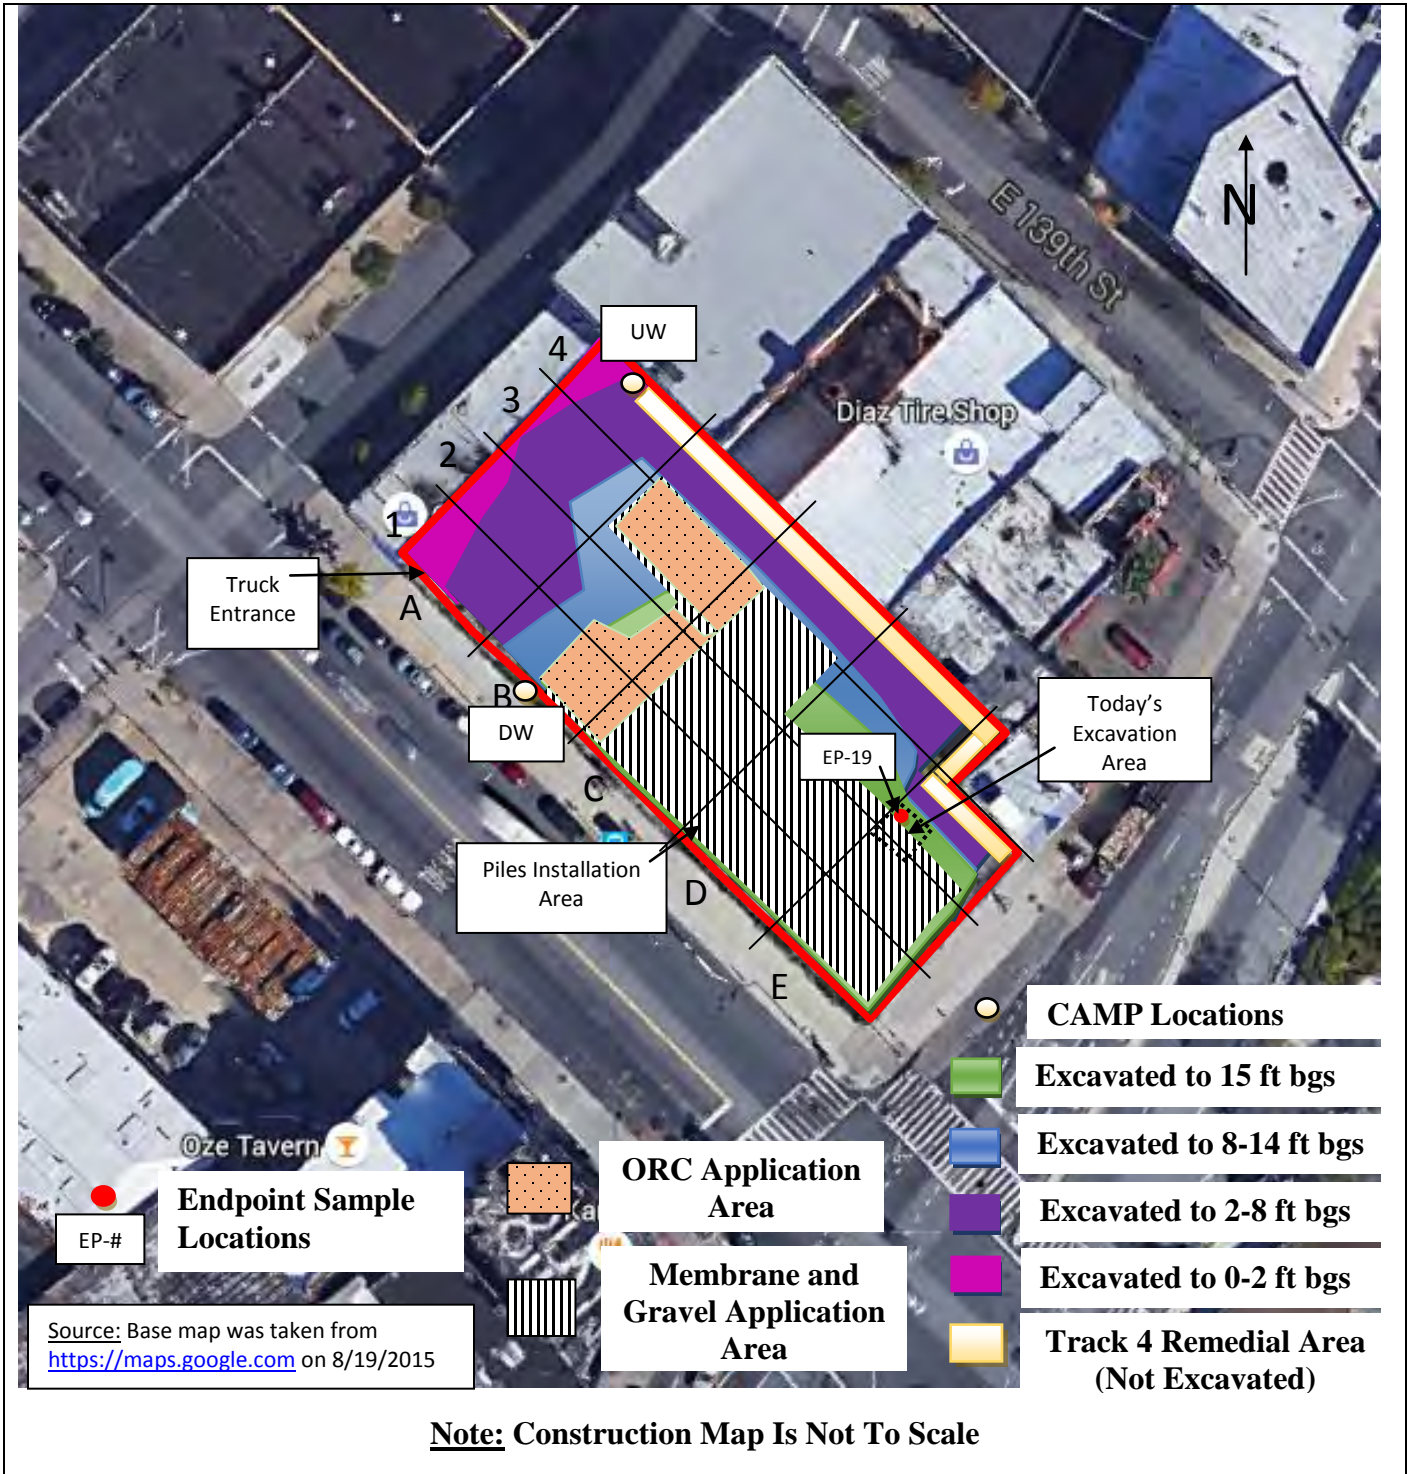 N
E 139th St
UW
4
3
2
1
Diaz Tire Shop
Truck
Entrance
A
B
DW
C
D
E
EP-19
Today's
Excavation
Area
Piles Installation
Area
CAMP Locations
Excavated to 15 ft bgs
Excavated to 8-14 ft bgs
Excavated to 2-8 ft bgs
Excavated to 0-2 ft bgs
Track 4 Remedial Area
(Not Excavated)
Oze Tavern
EP-#
Endpoint Sample
Locations
ORC Application
Area
Ka
Membrane and
Gravel Application
Area
Source: Base map was taken from
https://maps.google.com on 8/19/2015
Note: Construction Map Is Not To Scale